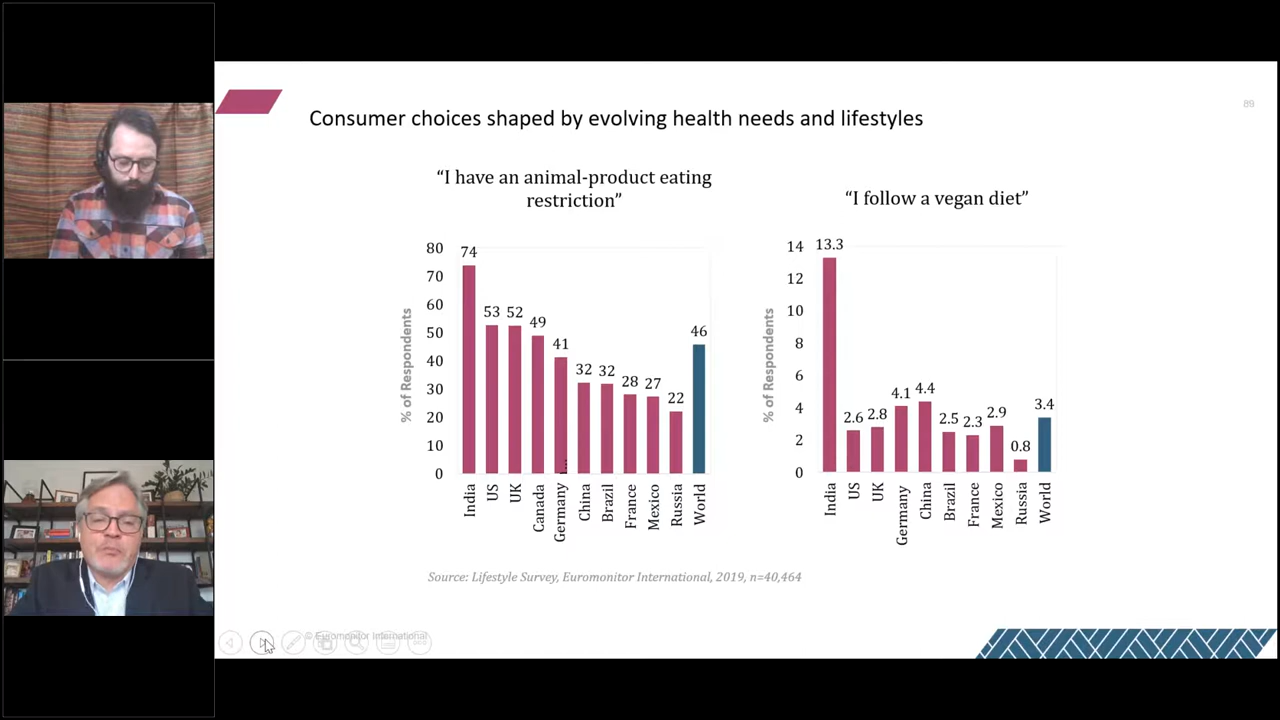 89
Consumer choices shaped by evolving health needs and lifestyles
“I have an animal-product eating
restriction”
% of Respondents
80
70
60
50
40
30
20
10
0
74
53
52
49
41
32
32
28
27
22
46
India
US
UK
Canada
Germany
China
Brazil
France
Mexico
Russia
World
“I follow a vegan diet”
% of Respondents
14
12
10
8
6
4
2
0
13.3
2.6
2.8
4.1
4.4
2.5
2.3
2.9
0.8
3.4
India
US
UK
Germany
China
Brazil
France
Mexico
Russia
World
Source: Lifestyle Survey, Euromonitor International, 2019, n=40,464
© Euromonitor International